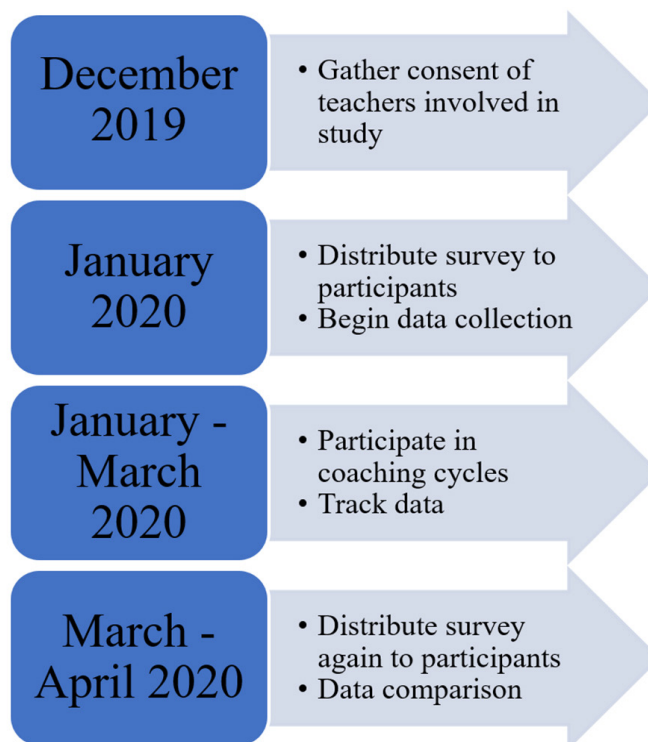 December
2019
• Gather consent of
teachers involved in
study
January
2020
• Distribute survey to
participants
• Begin data collection
January -
March
2020
• Participate in
coaching cycles
• Track data
March -
April 2020
• Distribute survey
again to participants
• Data comparison